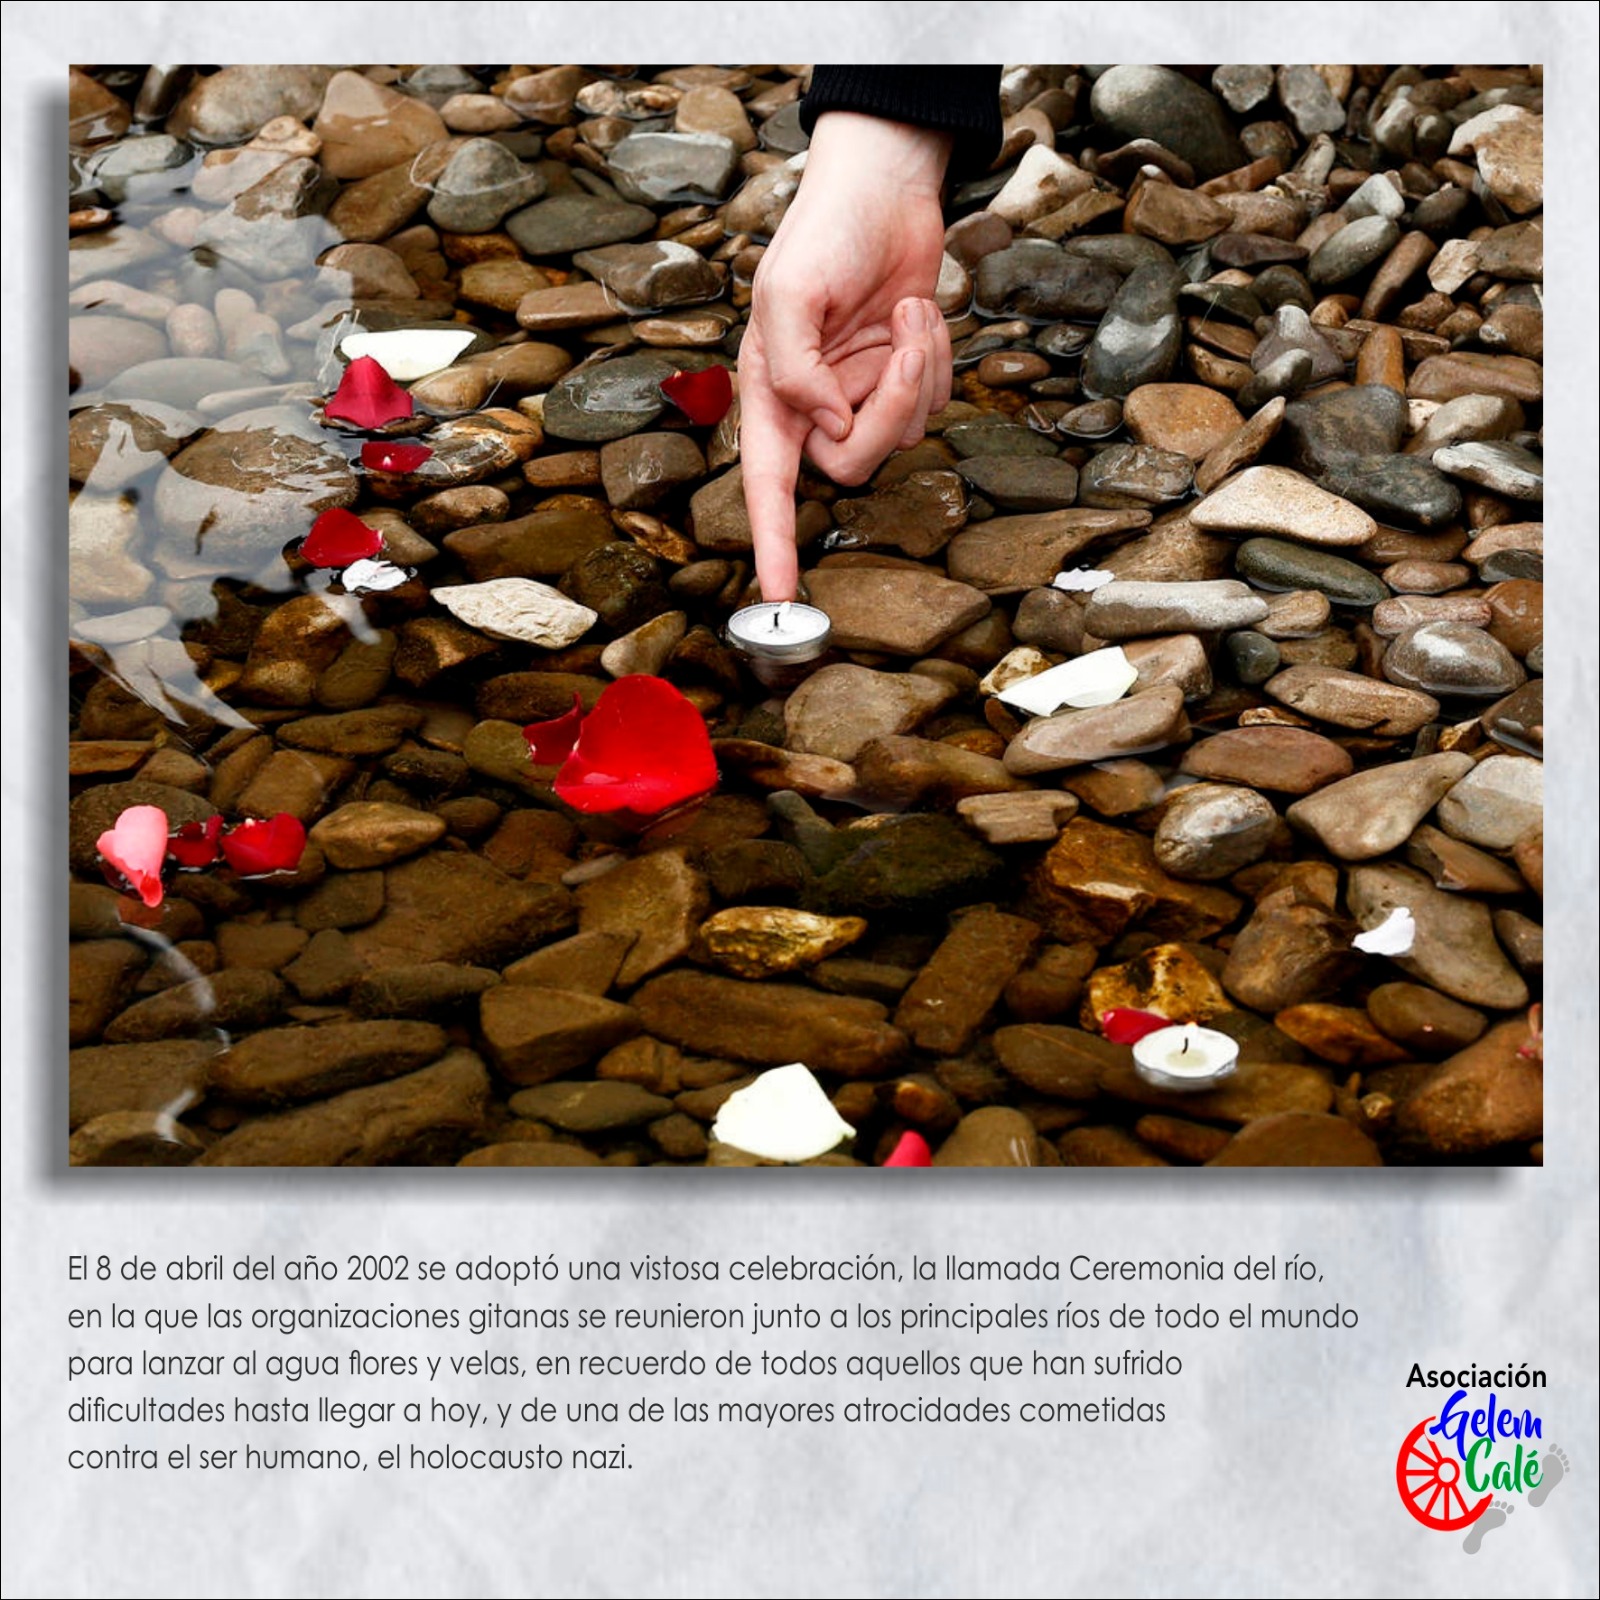 El 8 de abril del año 2002 se adoptó una vistosa celebración, la llamada Ceremonia del río,
en la que las organizaciones gitanas se reunieron junto a los principales ríos de todo el mundo
para lanzar al agua flores y velas, en recuerdo de todos aquellos que han sufrido
dificultades hasta llegar a hoy, y de una de las mayores atrocidades cometidas
contra el ser humano, el holocausto nazi.
Asociación
Gelem
Calé